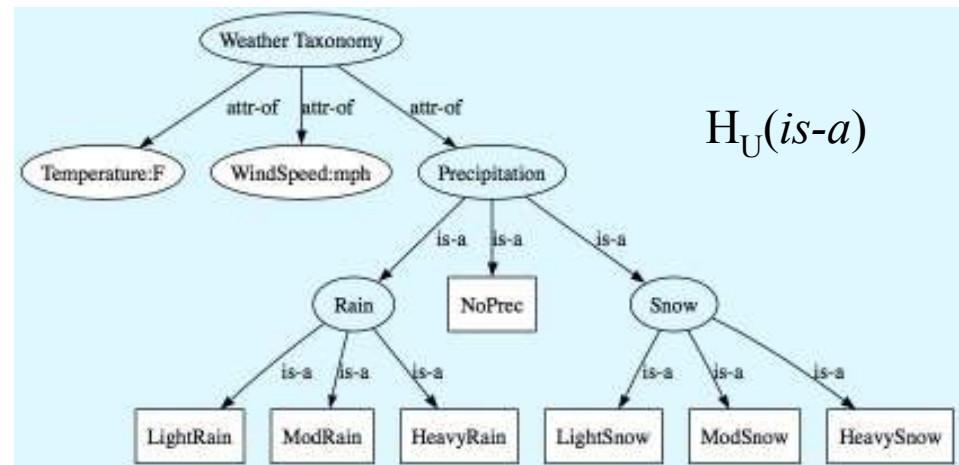 Weather Taxonomy
attr-of attr-of attr-of
H_U(is-a)
Temperature:F WindSpeed:mph Precipitation
is-a is-a is-a
Rain NoPrec Snow
is-a is-a is-a is-a is-a is-a
LightRain ModRain HeavyRain LightSnow ModSnow HeavySnow